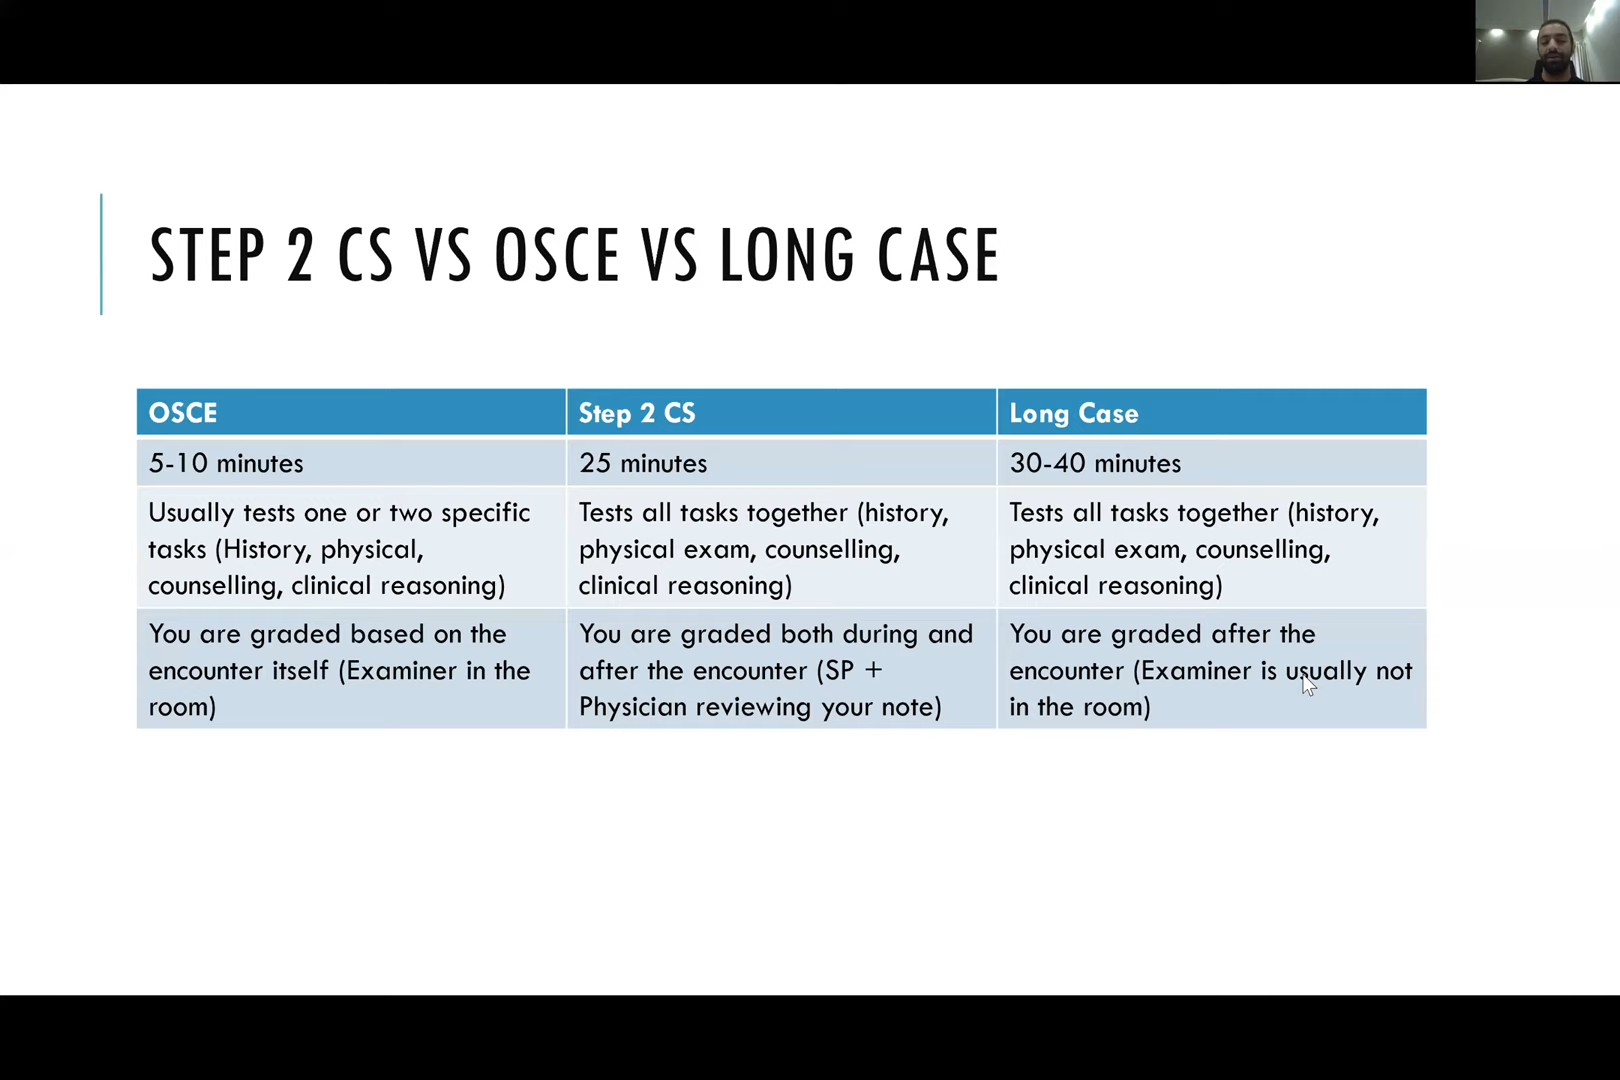 STEP 2 CS VS OSCE VS LONG CASE
OSCE
Step 2 CS
Long Case
5-10 minutes
25 minutes
30-40 minutes
Usually tests one or two specific
tasks (History, physical,
counselling, clinical reasoning)
Tests all tasks together (history,
physical exam, counselling,
clinical reasoning)
Tests all tasks together (history,
physical exam, counselling,
clinical reasoning)
You are graded based on the
encounter itself (Examiner in the
room)
You are graded both during and
after the encounter (SP +
Physician reviewing your note)
You are graded after the
encounter (Examiner is usually not
in the room)